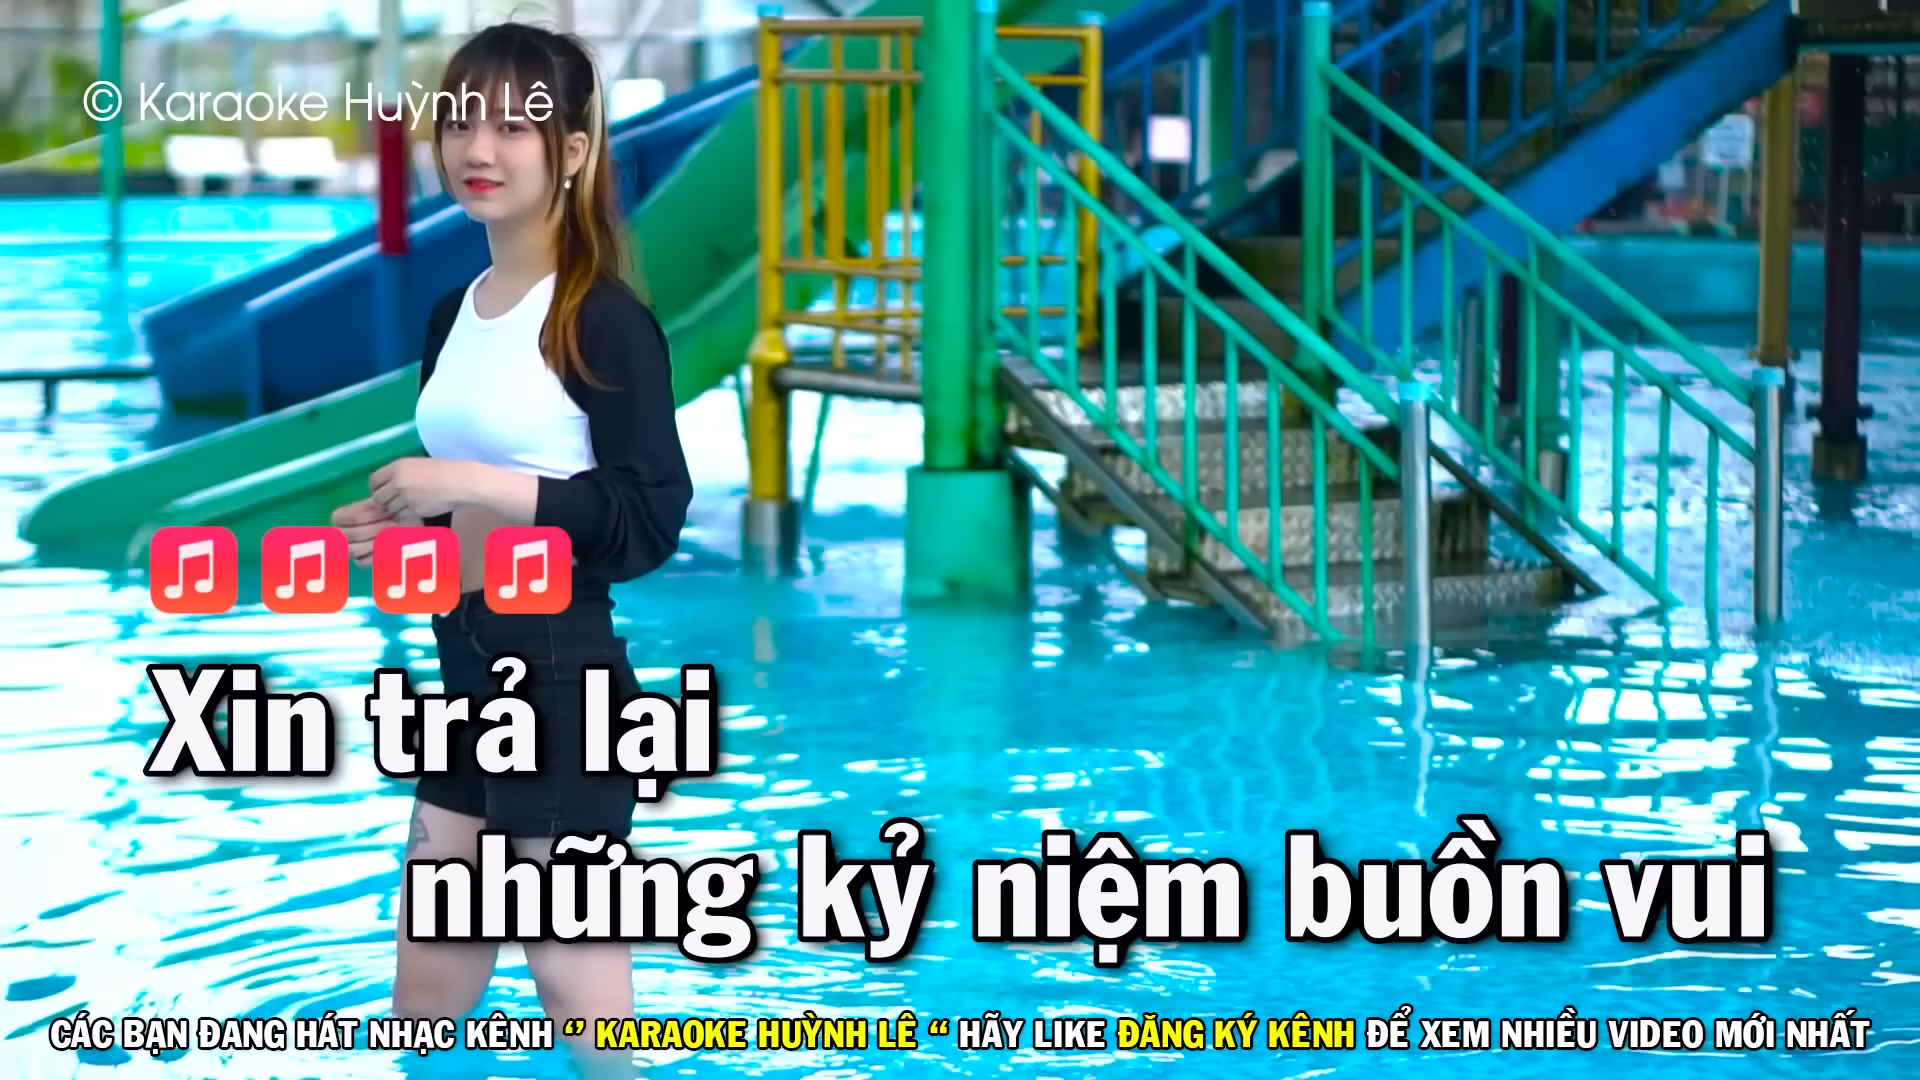 © Karaoke Huỳnh Lê
Xin trả lại
những kỷ niệm buồn vui
CÁC BẠN ĐANG HÁT NHẠC KÊNH ‘’ KARAOKE HUỲNH LÊ “ HÃY LIKE ĐĂNG KÝ KÊNH ĐỂ XEM NHIỀU VIDEO MỚI NHẤT